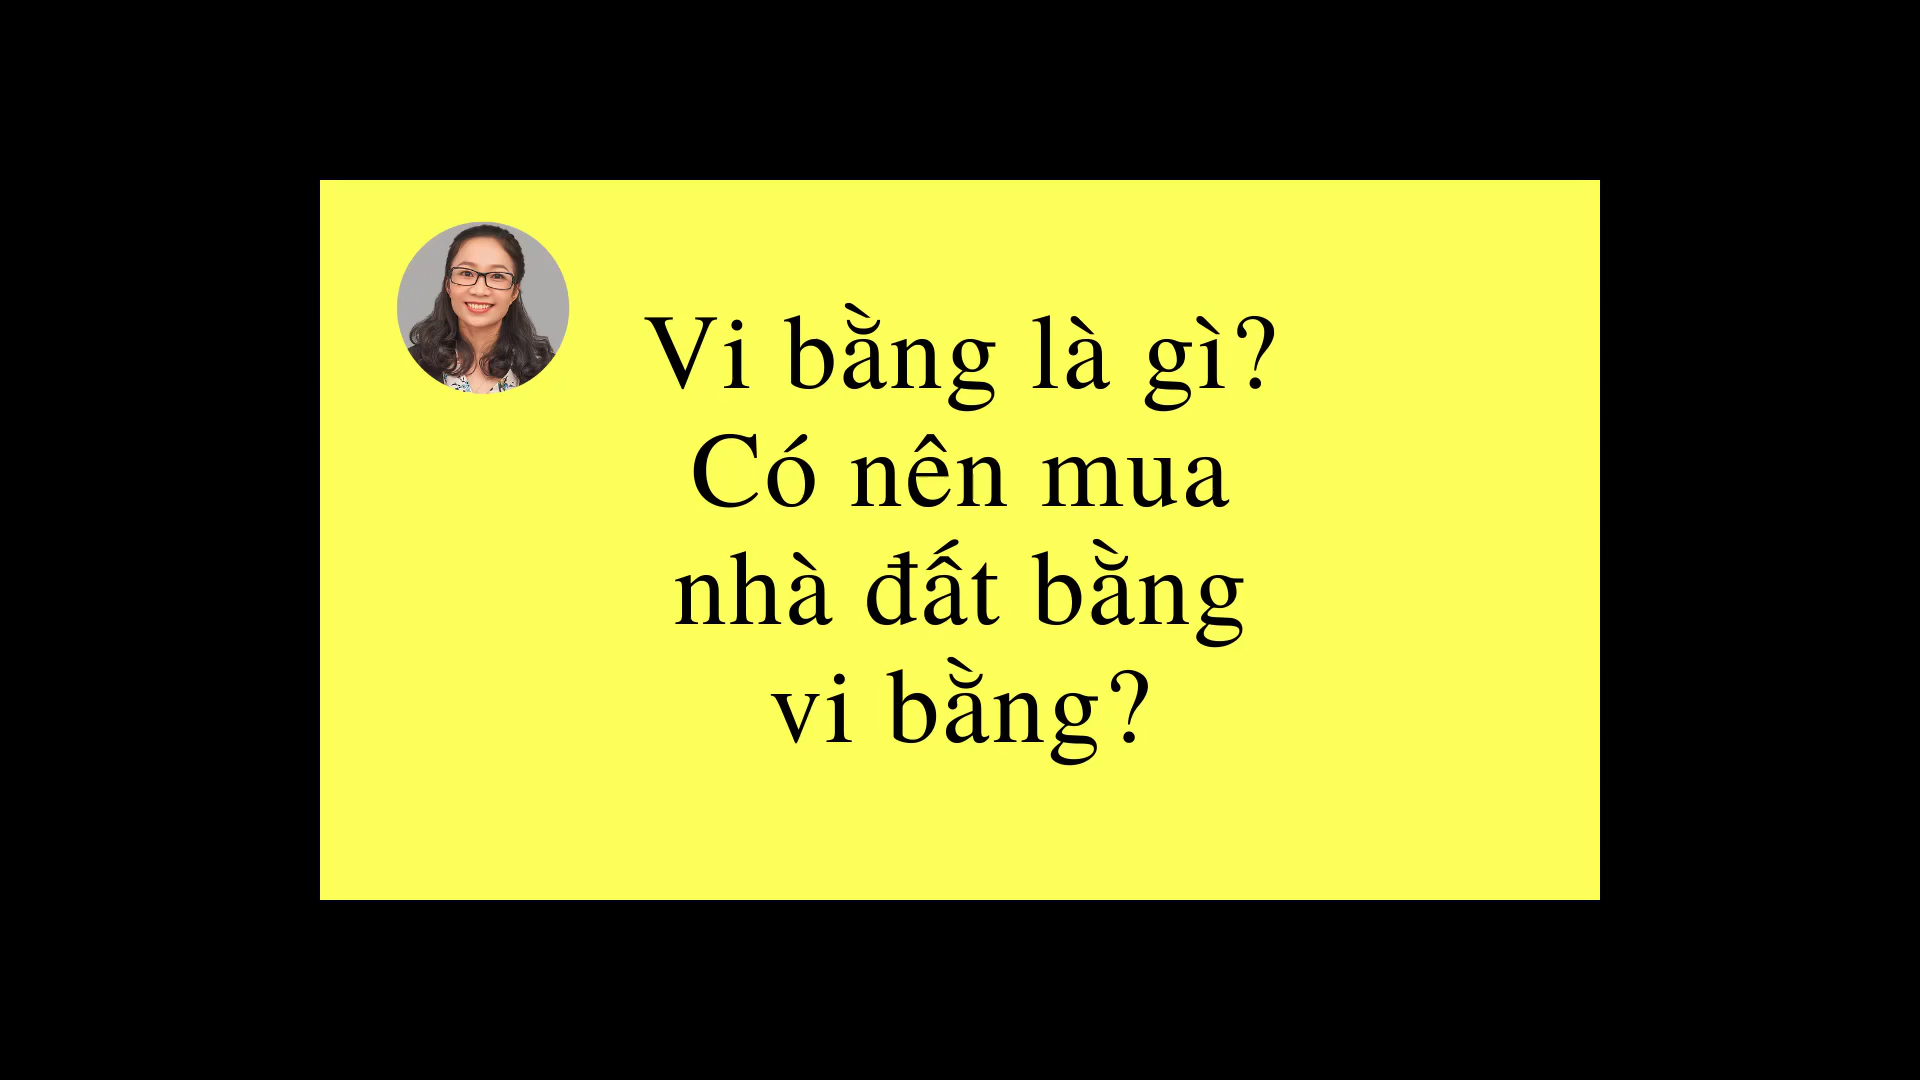 Vi bằng là gì?
Có nên mua
nhà đất bằng
vi bằng?